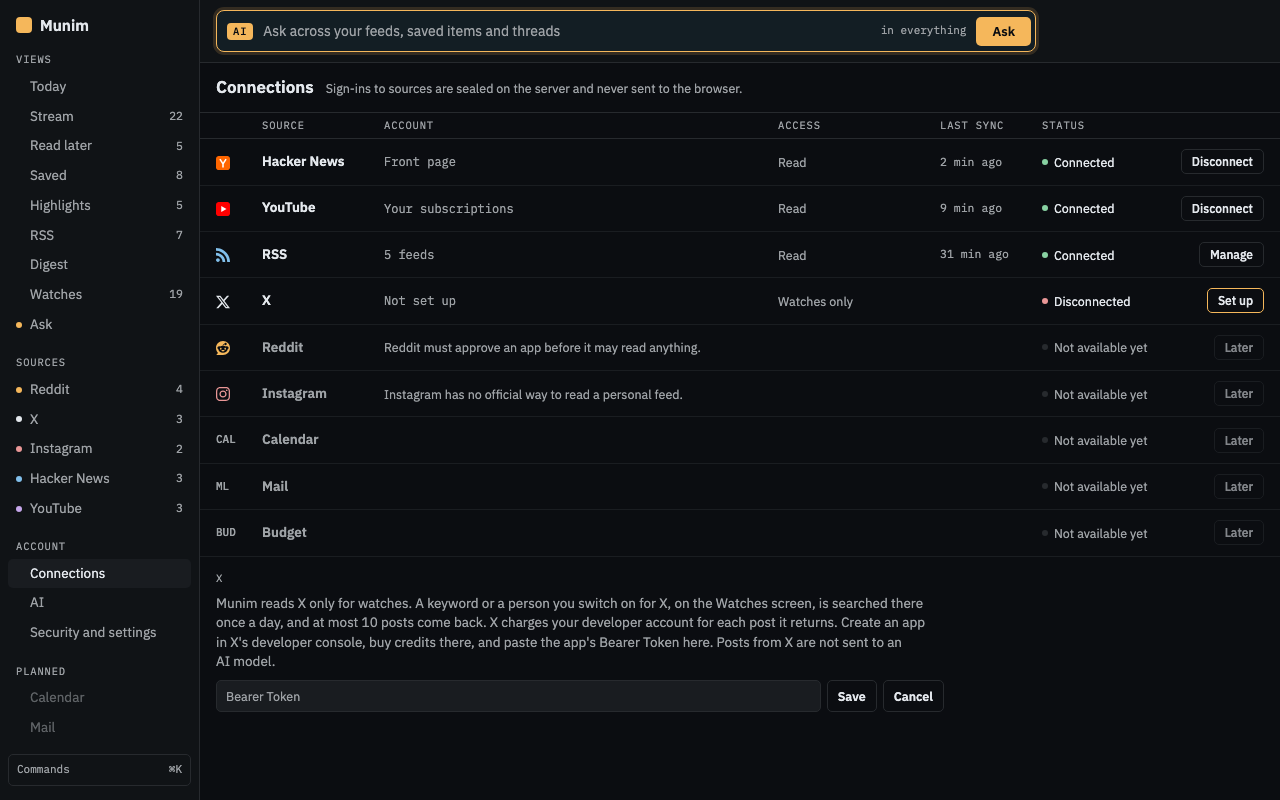 Munim
VIEWS
Today
Stream 22
Read later 5
Saved 8
Highlights 5
RSS 7
Digest
Watches 19
Ask
SOURCES
Reddit 4
X 3
Instagram 2
Hacker News 3
YouTube 3
ACCOUNT
Connections
AI
Security and settings
PLANNED
Calendar
Mail
Commands ⌘K
AI Ask across your feeds, saved items and threads in everything Ask
Connections Sign-ins to sources are sealed on the server and never sent to the browser.
SOURCE ACCOUNT ACCESS LAST SYNC STATUS
Y Hacker News Front page Read 2 min ago Connected Disconnect
YouTube Your subscriptions Read 9 min ago Connected Disconnect
RSS 5 feeds Read 31 min ago Connected Manage
X Not set up Watches only Disconnected Set up
Reddit Reddit must approve an app before it may read anything. Not available yet Later
Instagram Instagram has no official way to read a personal feed. Not available yet Later
CAL Calendar Not available yet Later
ML Mail Not available yet Later
BUD Budget Not available yet Later
X
Munim reads X only for watches. A keyword or a person you switch on for X, on the Watches screen, is searched there
once a day, and at most 10 posts come back. X charges your developer account for each post it returns. Create an app
in X's developer console, buy credits there, and paste the app's Bearer Token here. Posts from X are not sent to an
AI model.
Bearer Token Save Cancel